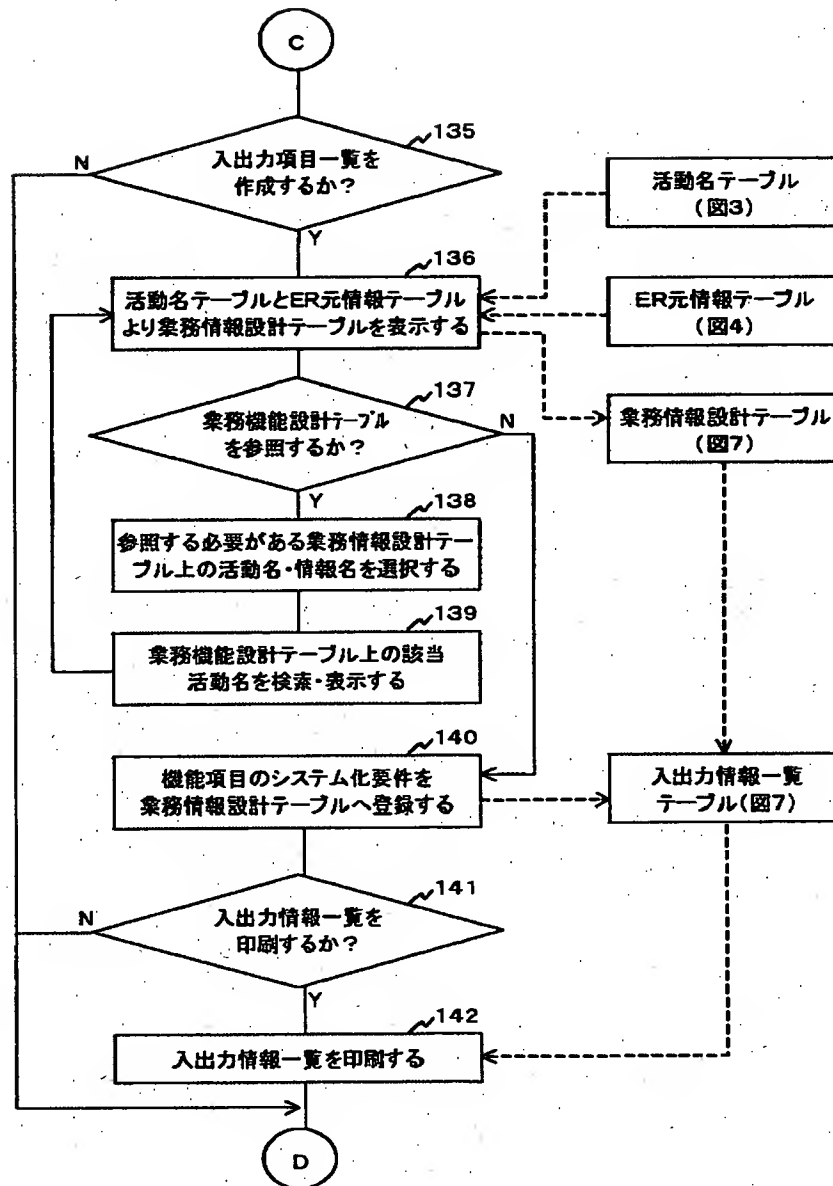 C
135
N
入出力項目一覧を
作成するか?
Y
活動名テーブル
(図3)
136
活動名テーブルとER元情報テーブル
より業務情報設計テーブルを表示する
ER元情報テーブル
(図4)
137
業務機能設計テーブル
を参照するか?
N
Y
業務情報設計テーブル
(図7)
138
参照する必要がある業務情報設計テー
ブル上の活動名・情報名を選択する
139
業務機能設計テーブル上の該当
活動名を検索・表示する
140
機能項目のシステム化要件を
業務情報設計テーブルへ登録する
入出力情報一覧
テーブル(図7)
141
N
入出力情報一覧を
印刷するか?
Y
142
入出力情報一覧を印刷する
D